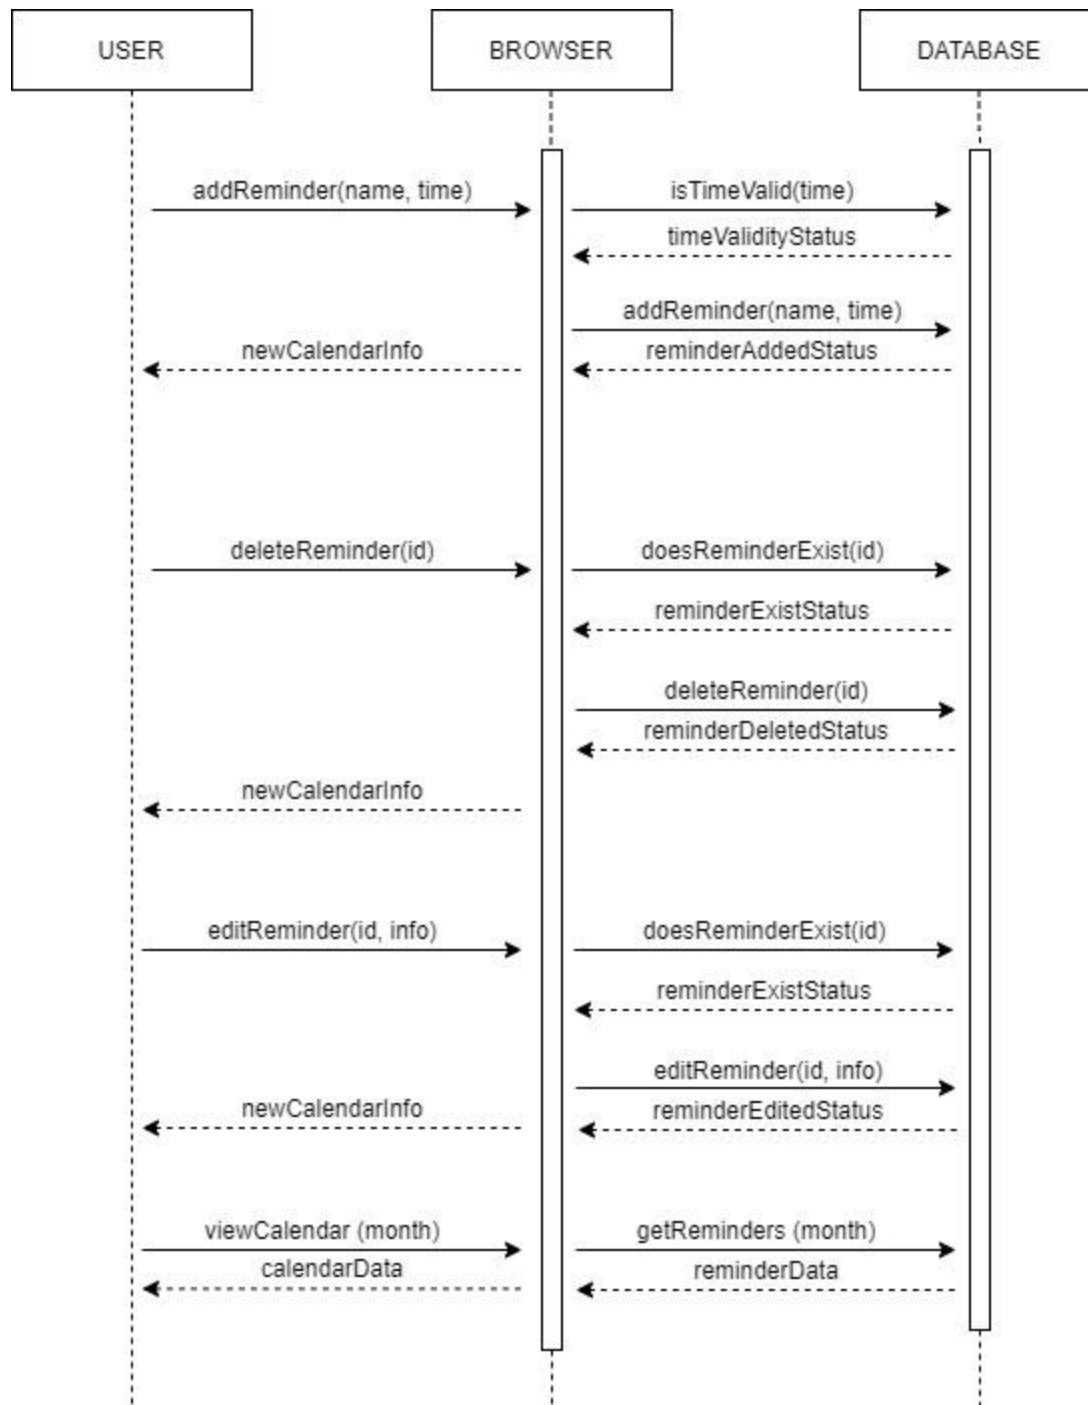 USER
BROWSER
DATABASE
addReminder(name, time)
isTimeValid(time)
timeValidityStatus
addReminder(name, time)
newCalendarInfo
reminderAddedStatus
deleteReminder(id)
doesReminderExist(id)
reminderExistStatus
deleteReminder(id)
reminderDeletedStatus
newCalendarInfo
editReminder(id, info)
doesReminderExist(id)
reminderExistStatus
editReminder(id, info)
newCalendarInfo
reminderEditedStatus
viewCalendar (month)
getReminders (month)
calendarData
reminderData